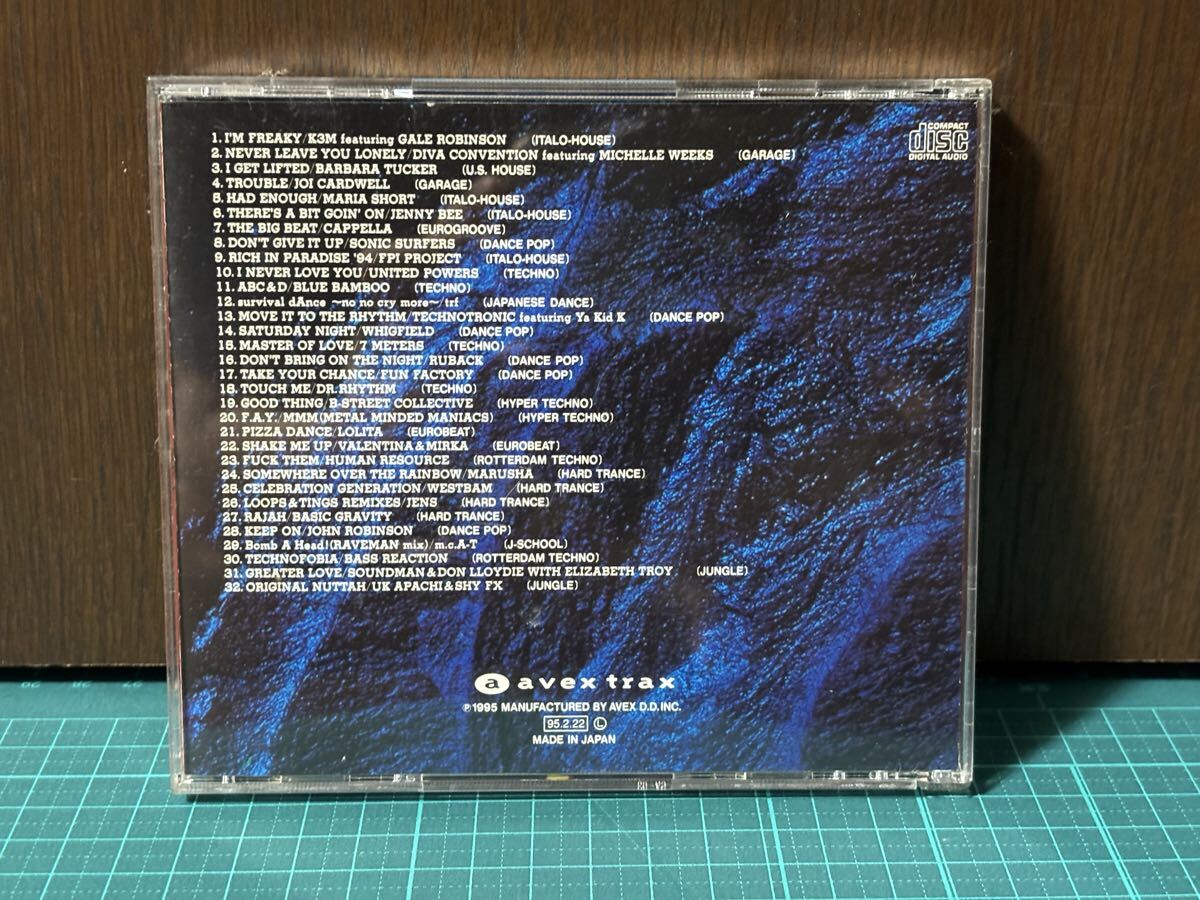 1. I'M FREAKY/K3M featuring GALE ROBINSON (ITALO-HOUSE)
2. NEVER LEAVE YOU LONELY/DIVA CONVENTION featuring MICHELLE WEEKS (GARAGE)
3. I GET LIFTED/BARBARA TUCKER (U.S. HOUSE)
4. TROUBLE/JOI CARDWELL (GARAGE)
5. HAD ENOUGH/MARIA SHORT (ITALO-HOUSE)
6. THERE'S A BIT GOIN' ON/JENNY BEE (ITALO-HOUSE)
7. THE BIG BEAT/CAPPELLA (EUROGROOVE)
8. DON'T GIVE IT UP/SONIC SURFERS (DANCE POP)
9. RICH IN PARADISE '94/FPI PROJECT (ITALO-HOUSE)
10. I NEVER LOVE YOU/UNITED POWERS (TECHNO)
11. ABC&D/BLUE BAMBOO (TECHNO)
12. survival dAnce ～no no cry more～/trf (JAPANESE DANCE)
13. MOVE IT TO THE RHYTHM/TECHNOTRONIC featuring Ya Kid K (DANCE POP)
14. SATURDAY NIGHT/WHIGFIELD (DANCE POP)
15. MASTER OF LOVE/7 METERS (TECHNO)
16. DON'T BRING ON THE NIGHT/RUBACK (DANCE POP)
17. TAKE YOUR CHANCE/FUN FACTORY (DANCE POP)
18. TOUCH ME/DR.RHYTHM (TECHNO)
19. GOOD THING/B-STREET COLLECTIVE (HYPER TECHNO)
20. F.A.Y./MMM(METAL MINDED MANIACS) (HYPER TECHNO)
21. PIZZA DANCE/LOLITA (EUROBEAT)
22. SHAKE ME UP/VALENTINA&MIRKA (EUROBEAT)
23. FUCK THEM/HUMAN RESOURCE (ROTTERDAM TECHNO)
24. SOMEWHERE OVER THE RAINBOW/MARUSHA (HARD TRANCE)
25. CELEBRATION GENERATION/WESTBAM (HARD TRANCE)
26. LOOPS&TINGS REMIXES/JENS (HARD TRANCE)
27. RAJAH/BASIC GRAVITY (HARD TRANCE)
28. KEEP ON/JOHN ROBINSON (DANCE POP)
29. Bomb A Head!(RAVEMAN mix)/m.c.A-T (J-SCHOOL)
30. TECHNOFOBIA/BASS REACTION (ROTTERDAM TECHNO)
31. GREATER LOVE/SOUNDMAN&DON LLOYDIE WITH ELIZABETH TROY (JUNGLE)
32. ORIGINAL NUTTAH/UK APACHI&SHY FX (JUNGLE)
COMPACT
disc
DIGITAL AUDIO
a avex trax
℗1995 MANUFACTURED BY AVEX D.D.INC.
95.2.22 Ⓛ
MADE IN JAPAN